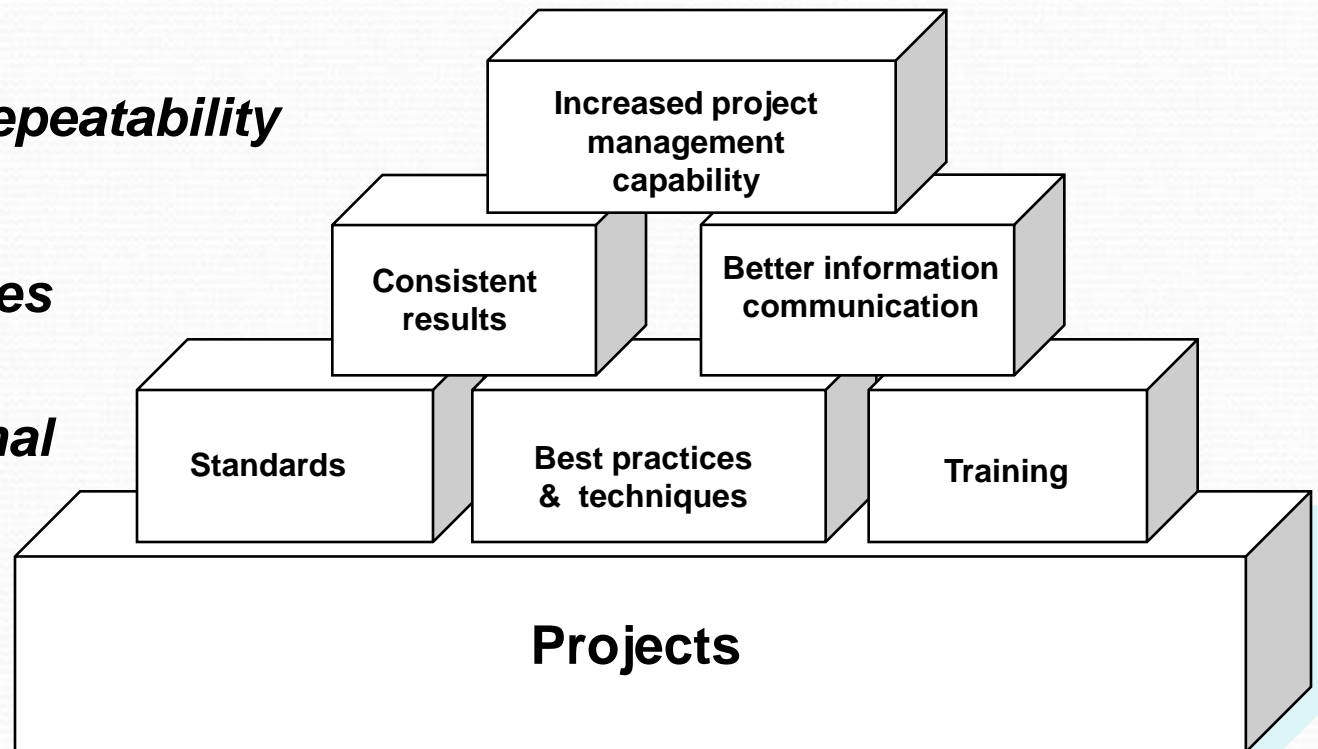 epeatability
Increased project
management
capability
es
Consistent
results
Better information
communication
nal
Standards
Best practices
& techniques
Training
Projects